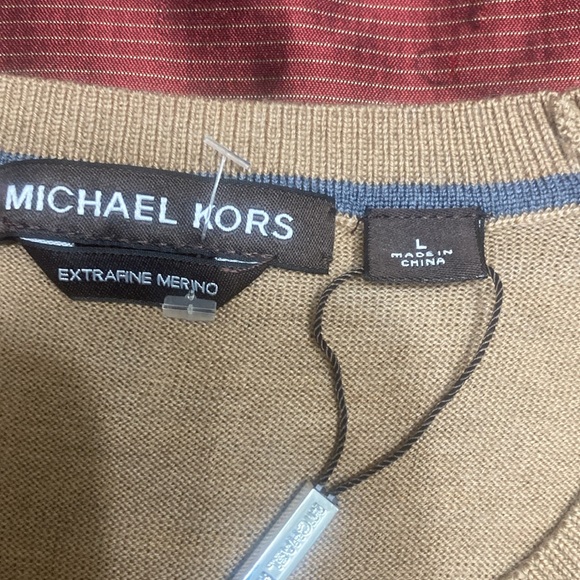 MICHAEL KORS
EXTRAFINE MERINO
L
MADE IN
CHINA